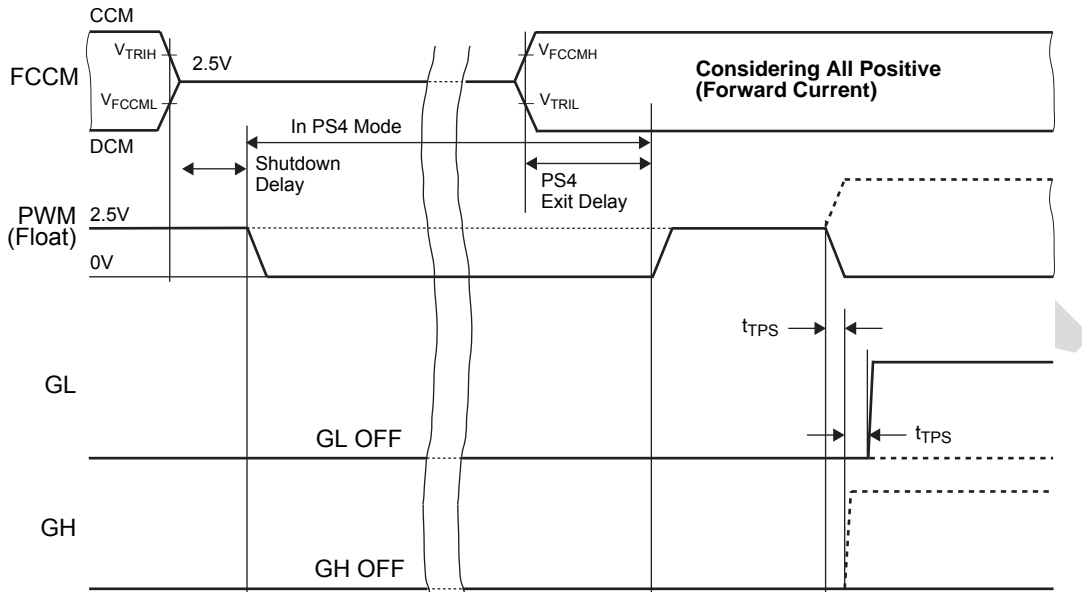 CCM
FCCM
VTRIH
2.5V
VFCCML
DCM
VFCCMH
VTRIL
Considering All Positive
(Forward Current)
In PS4 Mode
Shutdown
Delay
PS4
Exit Delay
PWM
(Float)
2.5V
0V
tTPS
GL
GL OFF
tTPS
GH
GH OFF